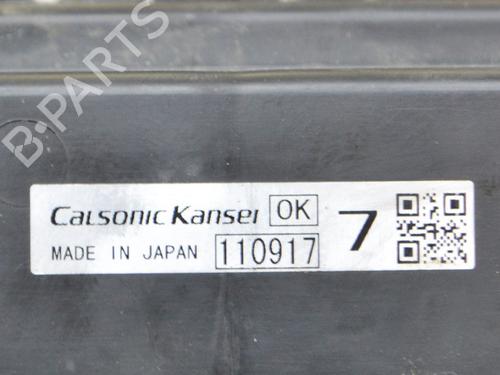 B-PARTS
Calsonic Kansei OK
MADE IN JAPAN 110917
7